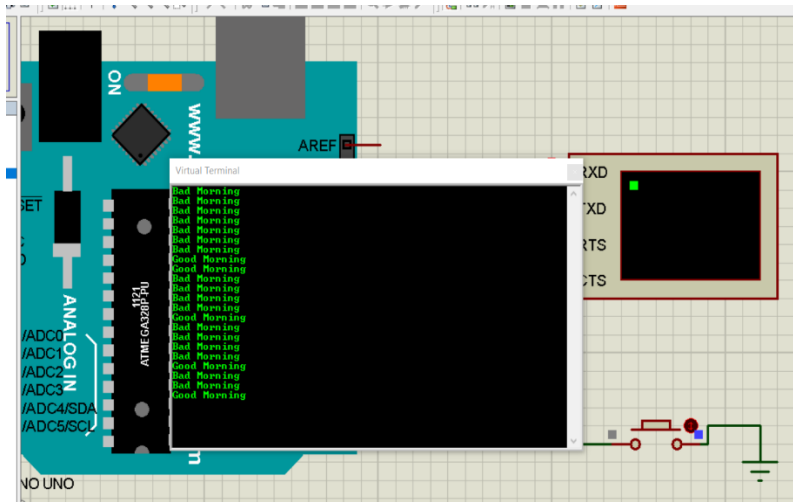 ON
WWW.
AREF
Virtual Terminal
Bad Morning
Bad Morning
Bad Morning
Bad Morning
Bad Morning
Bad Morning
Bad Morning
Good Morning
Good Morning
Bad Morning
Bad Morning
Bad Morning
Bad Morning
Good Morning
Bad Morning
Bad Morning
Bad Morning
Bad Morning
Good Morning
Bad Morning
Bad Morning
Good Morning
RXD
TXD
RTS
CTS
1121
ATMEGA328P-PU
ANALOG IN
/ADC0
/ADC1
/ADC2
/ADC3
/ADC4/SDA
/ADC5/SCL
NO UNO